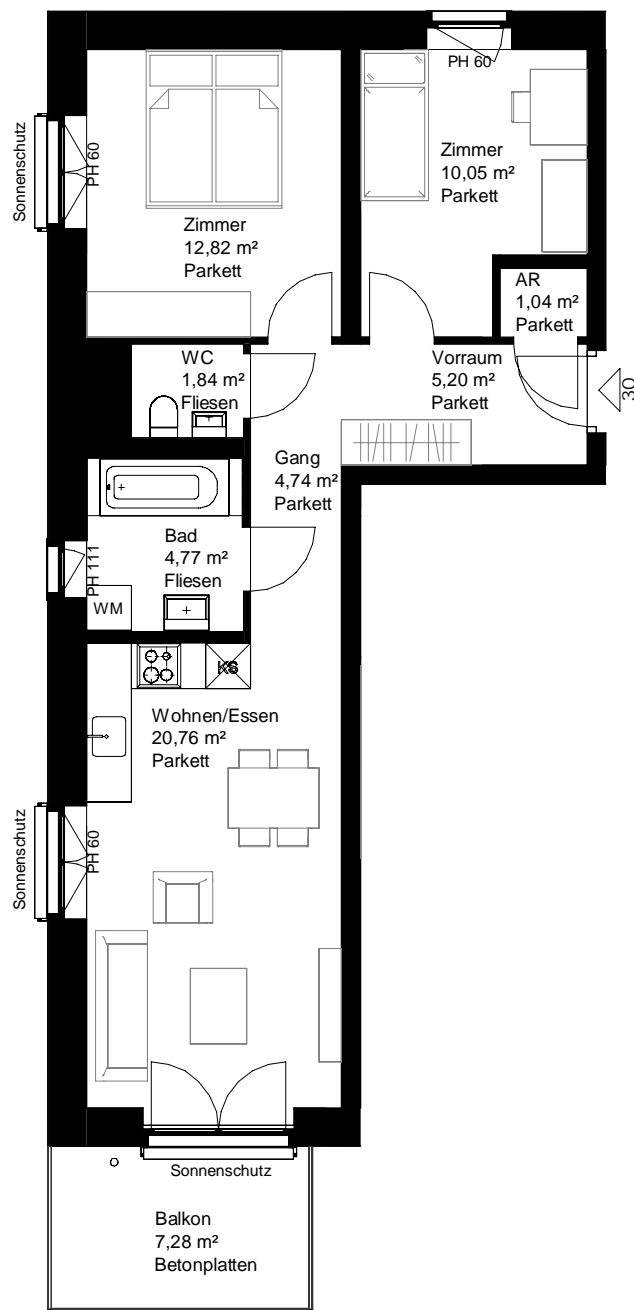 PH 60
Sonnenschutz
PH 60
Zimmer
10,05 m²
Parkett
Zimmer
12,82 m²
Parkett
AR
1,04 m²
Parkett
WC
1,84 m²
Fliesen
Vorraum
5,20 m²
Parkett
30
Gang
4,74 m²
Parkett
Bad
4,77 m²
Fliesen
PH 111
WM
KS
Wohnen/Essen
20,76 m²
Parkett
Sonnenschutz
PH 60
Sonnenschutz
Balkon
7,28 m²
Betonplatten